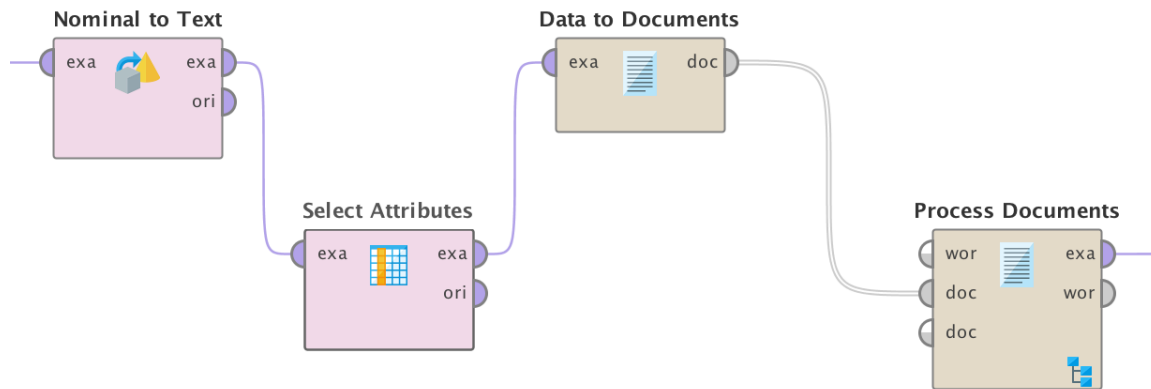 Nominal to Text
exa exa
ori
Data to Documents
exa doc
Select Attributes
exa exa
ori
Process Documents
wor exa
doc wor
doc